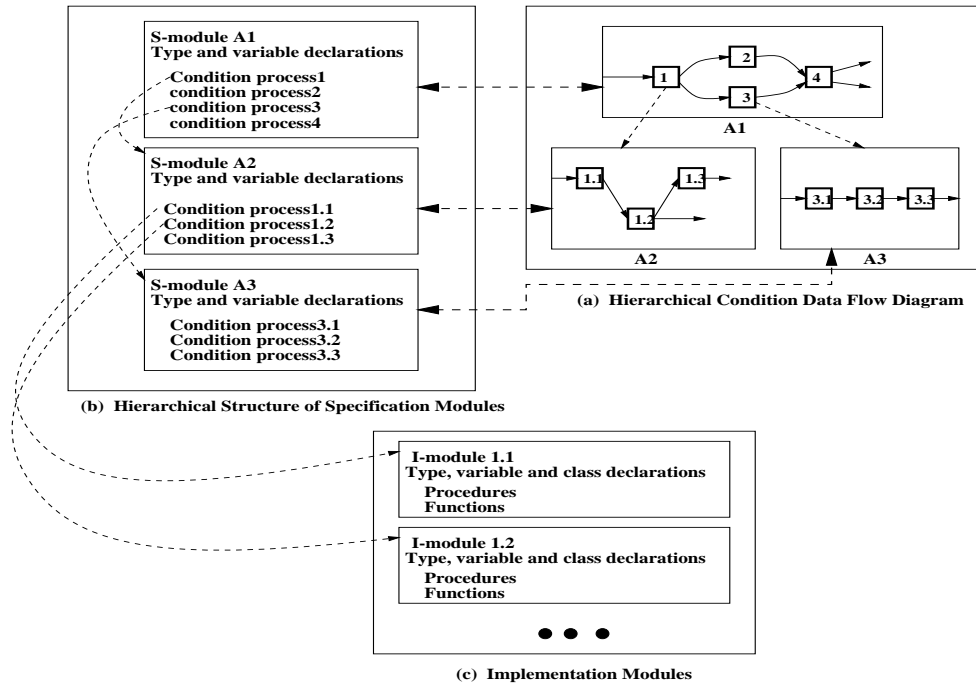 S-module A1
Type and variable declarations
Condition process1
condition process2
condition process3
condition process4
S-module A2
Type and variable declarations
Condition process1.1
Condition process1.2
Condition process1.3
S-module A3
Type and variable declarations
Condition process3.1
Condition process3.2
Condition process3.3
(b) Hierarchical Structure of Specification Modules
1
2
3
4
A1
1.1
1.2
1.3
A2
3.1
3.2
3.3
A3
(a) Hierarchical Condition Data Flow Diagram
I-module 1.1
Type, variable and class declarations
Procedures
Functions
I-module 1.2
Type, variable and class declarations
Procedures
Functions
(c) Implementation Modules